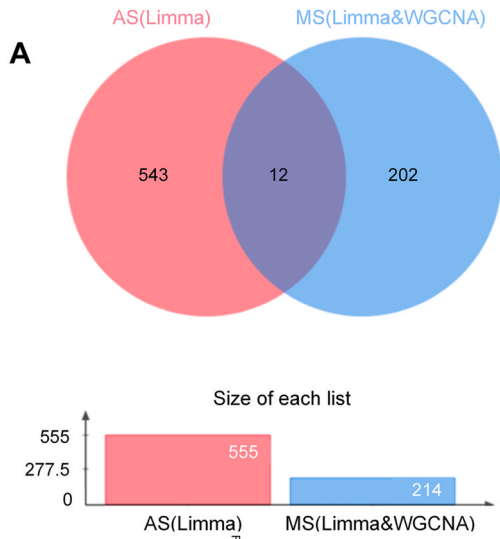 AS(Limma) MS(Limma&WGCNA)
A
543 12 202
Size of each list
555
277.5
0
555
214
AS(Limma) MS(Limma&WGCNA)